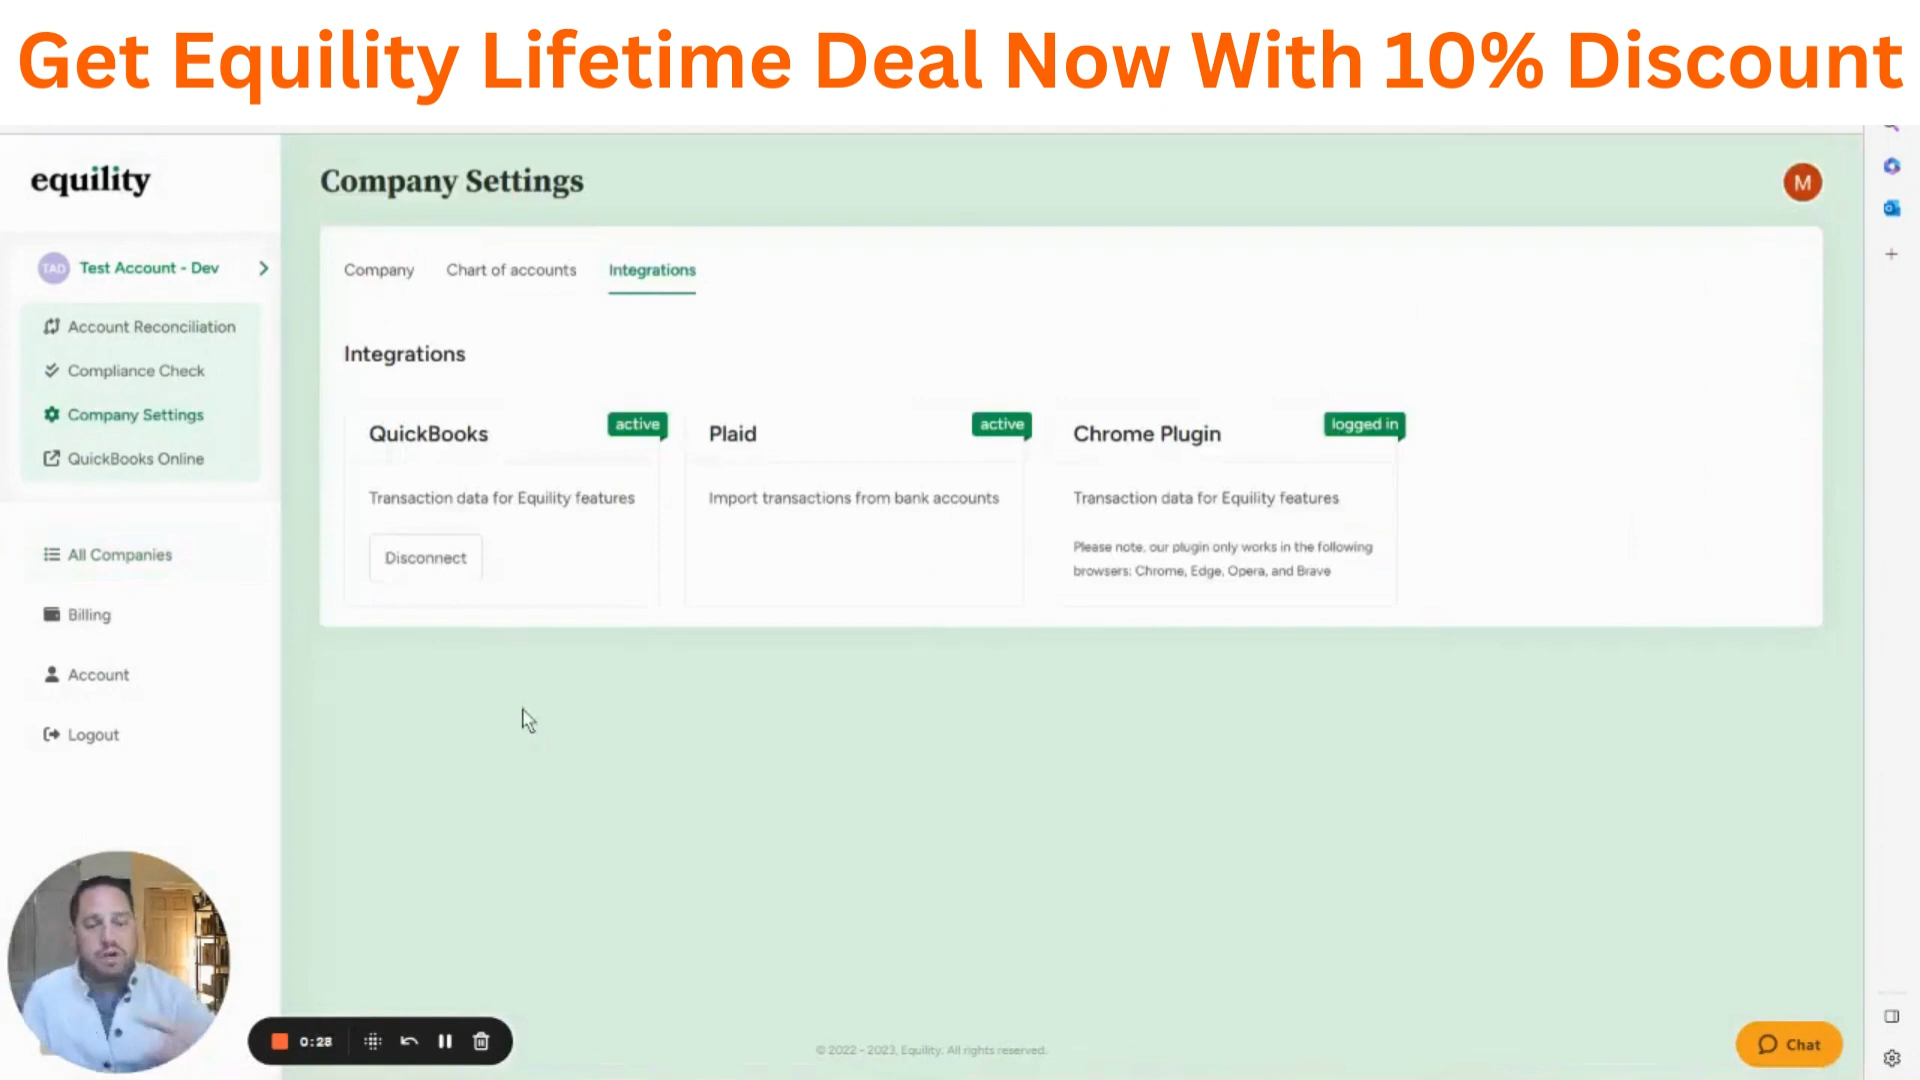 Get Equility Lifetime Deal Now With 10% Discount
equility
Company Settings
M
TAD Test Account - Dev
Account Reconciliation
Compliance Check
Company Settings
QuickBooks Online
All Companies
Billing
Account
Logout
Company Chart of accounts Integrations
Integrations
QuickBooks active
Transaction data for Equility features
Disconnect
Plaid active
Import transactions from bank accounts
Chrome Plugin logged in
Transaction data for Equility features
Please note, our plugin only works in the following
browsers: Chrome, Edge, Opera, and Brave
0:28
© 2022 - 2023, Equility. All rights reserved.
Chat